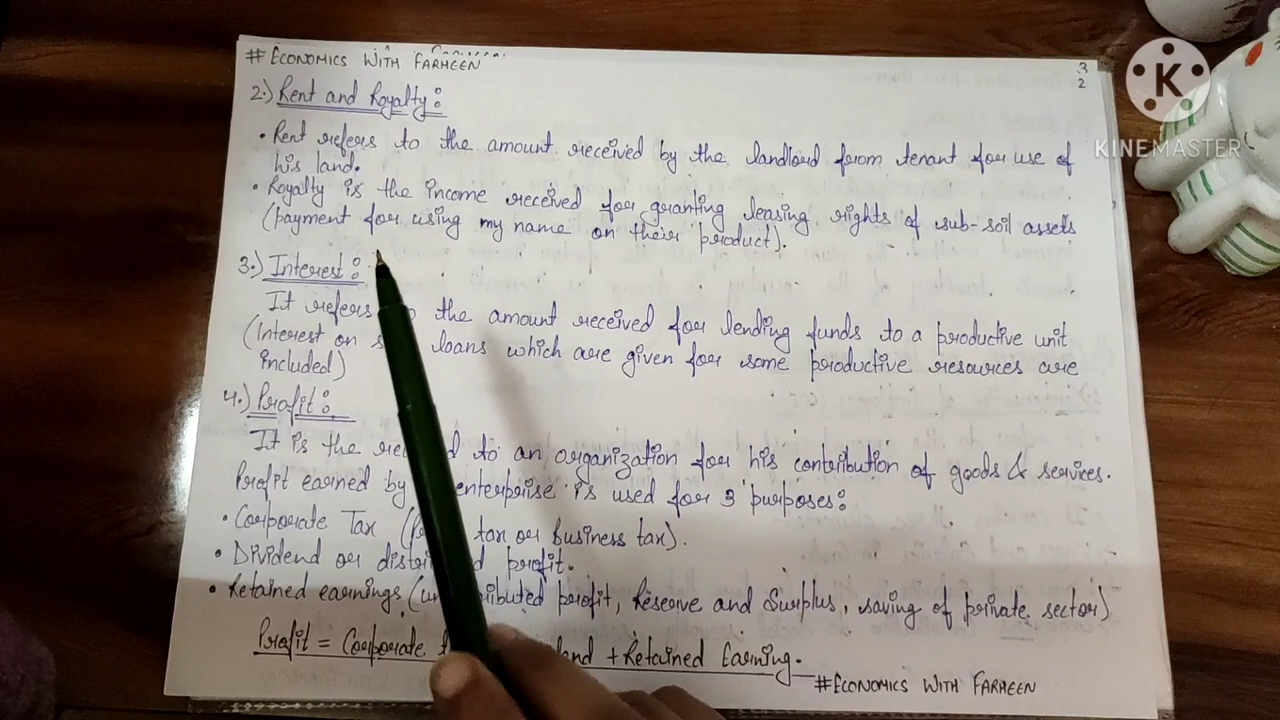 # ECONOMICS WITH FARHEEN
3
2
K
KINEMASTER
2.) Rent and Royalty:
• Rent refers to the amount received by the landlord from tenant for use of
his land.
• Royalty is the income received for granting leasing rights of sub-soil assets
(payment for using my name on their product).
3.) Interest:
It refers the amount received for lending funds to a productive unit
(Interest on loans which are given for some productive resources are
included)
4.) Profit:
It is the to an organization for his contribution of goods & services.
Profit earned by enterprise is used for 3 purposes:
• Corporate Tax ( tax or Business tax).
• Dividend or profit.
• Retained earnings ( profit, Reserve and Surplus, saving of private sector)
Profit = Corporate + Retained Earning.
#ECONOMICS WITH FARHEEN